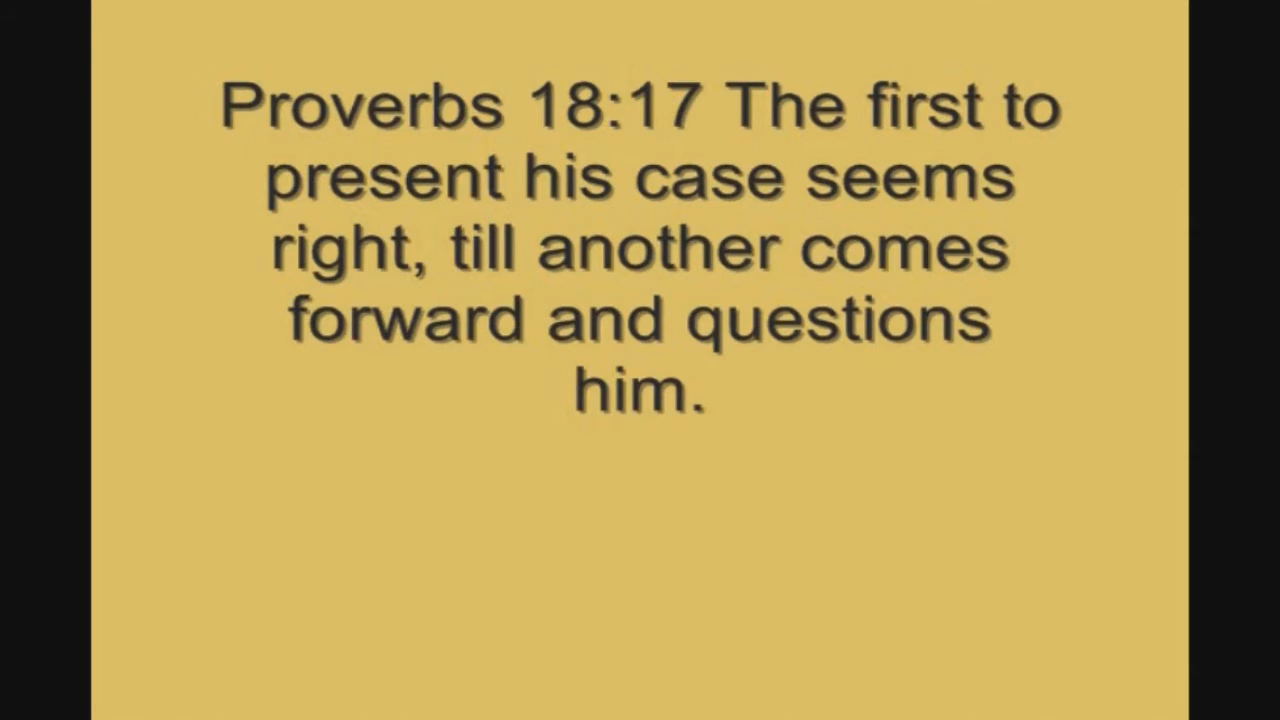 Proverbs 18:17 The first to
present his case seems
right, till another comes
forward and questions
him.